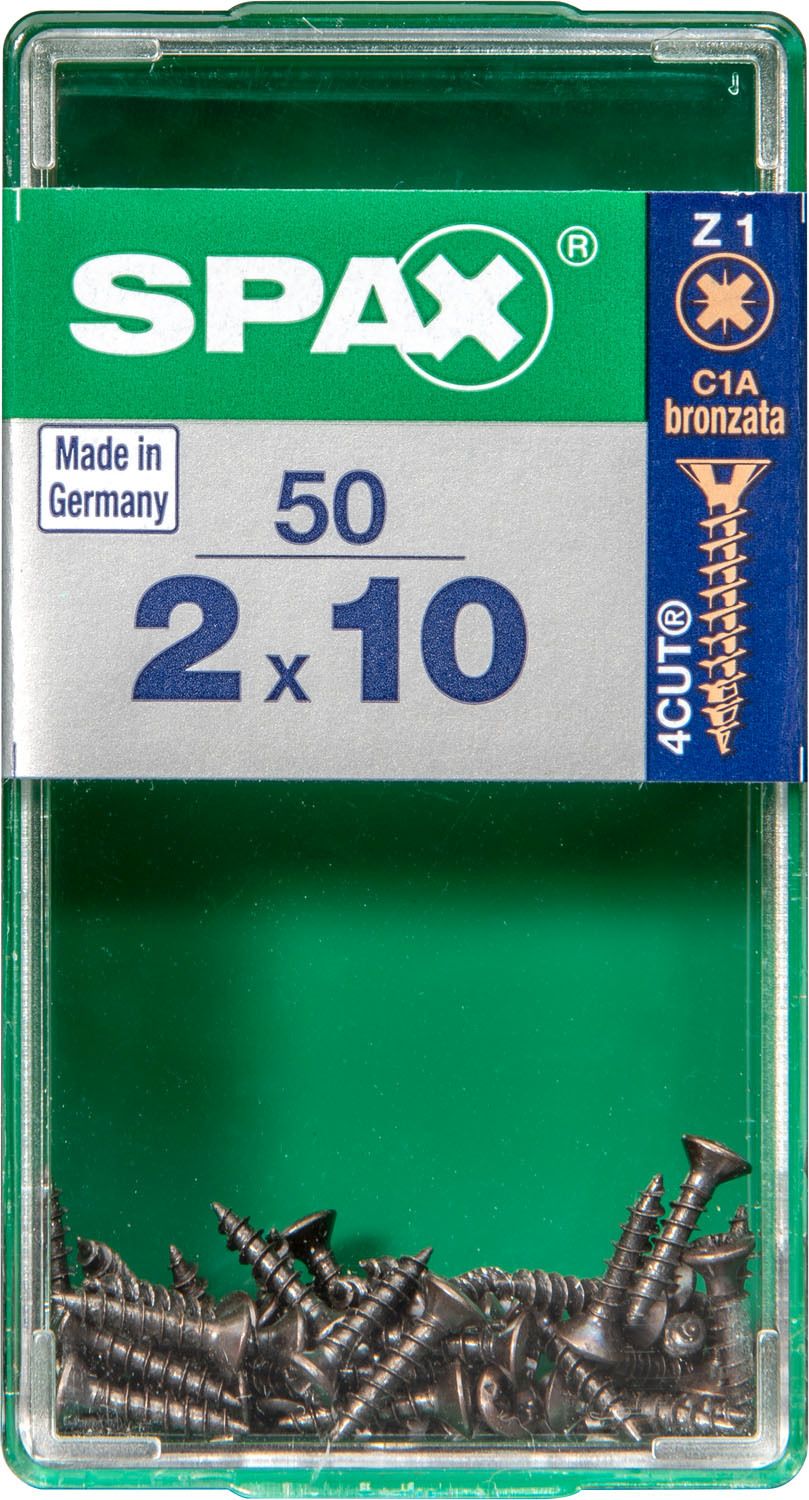 SPAX®
Made in
Germany
50
2 x 10
Z 1
C1A
bronzata
4CUT®